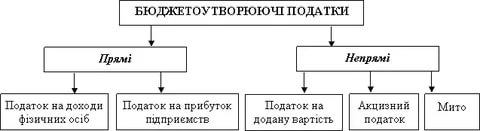 БЮДЖЕТОУТВОРЮЮЧІ ПОДАТКИ
Прямі
Непрямі
Податок на доходи
фізичних осіб
Податок на прибуток
підприємств
Податок на
додану вартість
Акцизний
податок
Мито